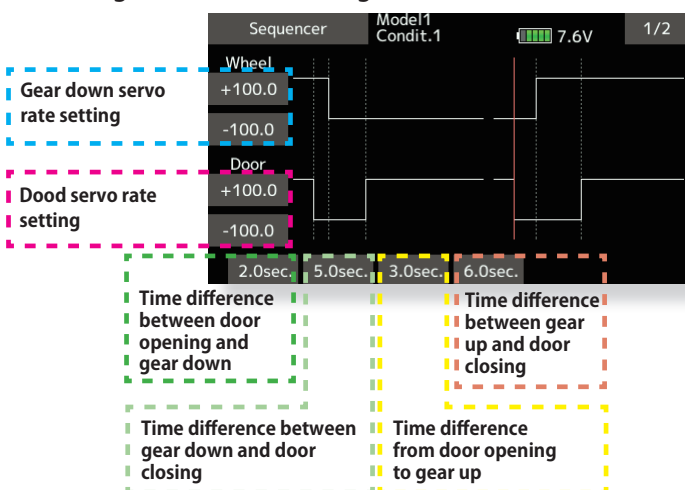 Sequencer
Model1
Condit.1
7.6V
1/2
Wheel
+100.0
-100.0
Door
+100.0
-100.0
2.0sec.
5.0sec.
3.0sec.
6.0sec.
Gear down servo
rate setting
Dood servo rate
setting
Time difference
between door
opening and
gear down
Time difference
between gear
up and door
closing
Time difference between
gear down and door
closing
Time difference
from door opening
to gear up